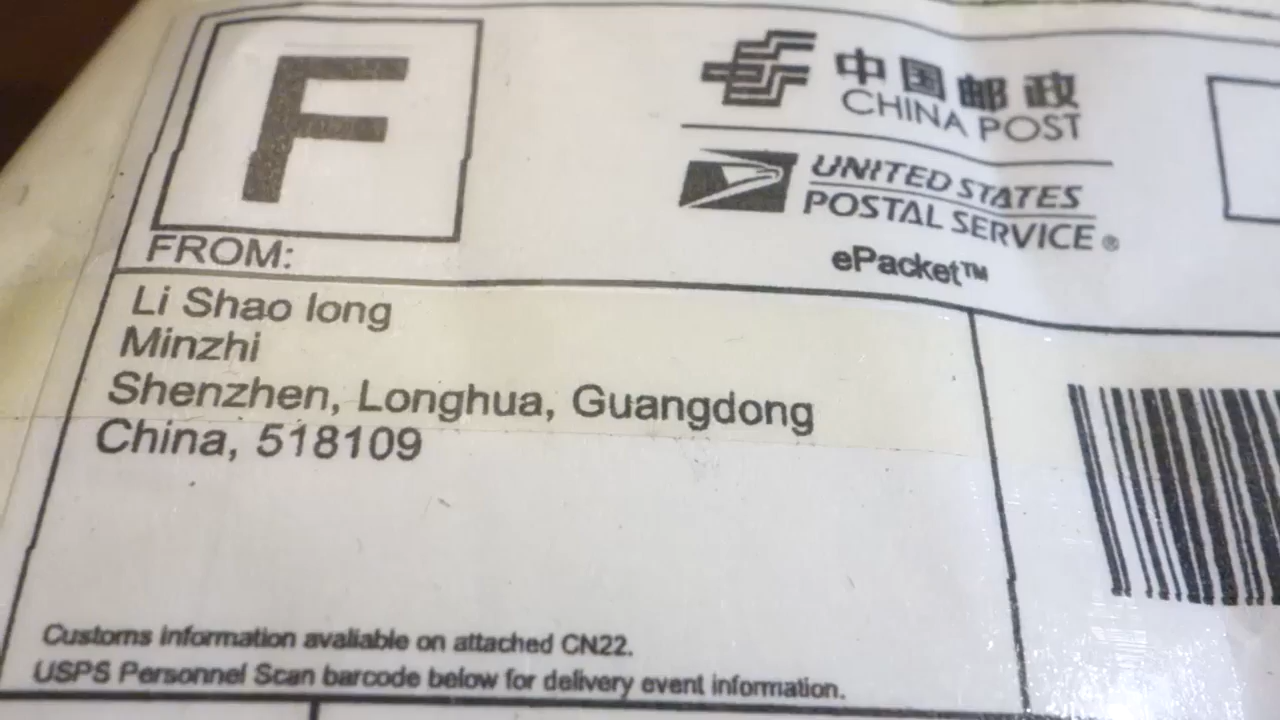 F
中国邮政
CHINA POST
UNITED STATES
POSTAL SERVICE®
ePacket™
FROM:
Li Shao long
Minzhi
Shenzhen, Longhua, Guangdong
China, 518109
Customs information avaliable on attached CN22.
USPS Personnel Scan barcode below for delivery event information.